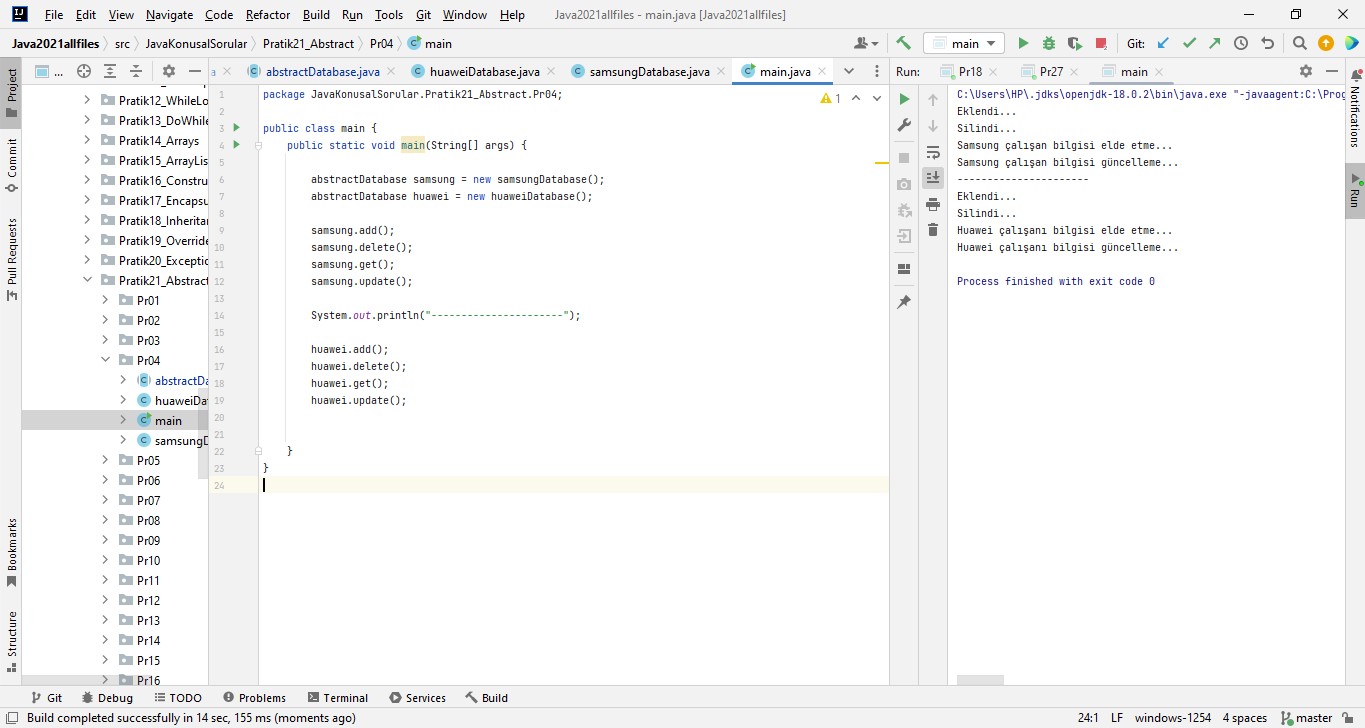 File Edit View Navigate Code Refactor Build Run Tools Git Window Help Java2021allfiles - main.java [Java2021allfiles]
Java2021allfiles src JavaKonusalSorular Pratik21_Abstract Pr04 main main Git:
Project
Commit
Pull Requests
Bookmarks
Structure
...
Pratik12_WhileLo
Pratik13_DoWhile
Pratik14_Arrays
Pratik15_ArrayLis
Pratik16_Constru
Pratik17_Encapsu
Pratik18_Inheritan
Pratik19_Override
Pratik20_Exceptio
Pratik21_Abstract
Pr01
Pr02
Pr03
Pr04
abstractDa
huaweiDat
main
samsungD
Pr05
Pr06
Pr07
Pr08
Pr09
Pr10
Pr11
Pr12
Pr13
Pr14
Pr15
Pr16
a abstractDatabase.java huaweiDatabase.java samsungDatabase.java main.java
1 package JavaKonusalSorular.Pratik21_Abstract.Pr04; 1
2
3 public class main {
4 public static void main(String[] args) {
5
6 abstractDatabase samsung = new samsungDatabase();
7 abstractDatabase huawei = new huaweiDatabase();
8
9 samsung.add();
10 samsung.delete();
11 samsung.get();
12 samsung.update();
13
14 System.out.println("----------------------");
15
16 huawei.add();
17 huawei.delete();
18 huawei.get();
19 huawei.update();
20
21
22 }
23 }
24
Run: Pr18 Pr27 main
C:\Users\HP\.jdks\openjdk-18.0.2\bin\java.exe "-javaagent:C:\Prog
Eklendi...
Silindi...
Samsung çalışan bilgisi elde etme...
Samsung çalışan bilgisi güncelleme...
----------------------
Eklendi...
Silindi...
Huawei çalışanı bilgisi elde etme...
Huawei çalışanı bilgisi güncelleme...
Process finished with exit code 0
Notifications
Run
Git Debug TODO Problems Terminal Services Build
Build completed successfully in 14 sec, 155 ms (moments ago) 24:1 LF windows-1254 4 spaces master